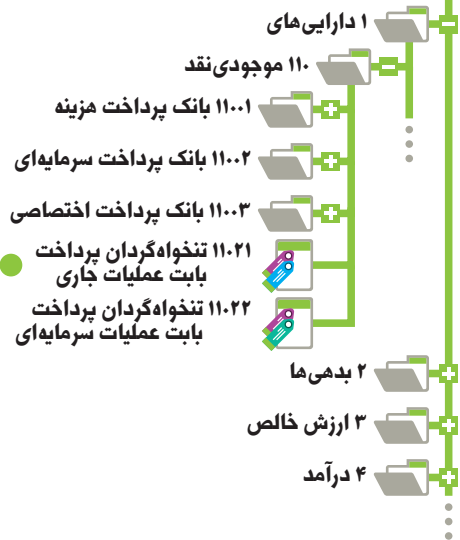 ۱ دارایی‌های
۱۱۰ موجودی‌نقد
۱۱۰۰۱ بانک پرداخت هزینه
۱۱۰۰۲ بانک پرداخت سرمایه‌ای
۱۱۰۰۳ بانک پرداخت اختصاصی
۱۱۰۲۱ تنخواه‌گردان پرداخت
بابت عملیات جاری
۱۱۰۲۲ تنخواه‌گردان پرداخت
بابت عملیات سرمایه‌ای
۲ بدهی‌ها
۳ ارزش خالص
۴ درآمد